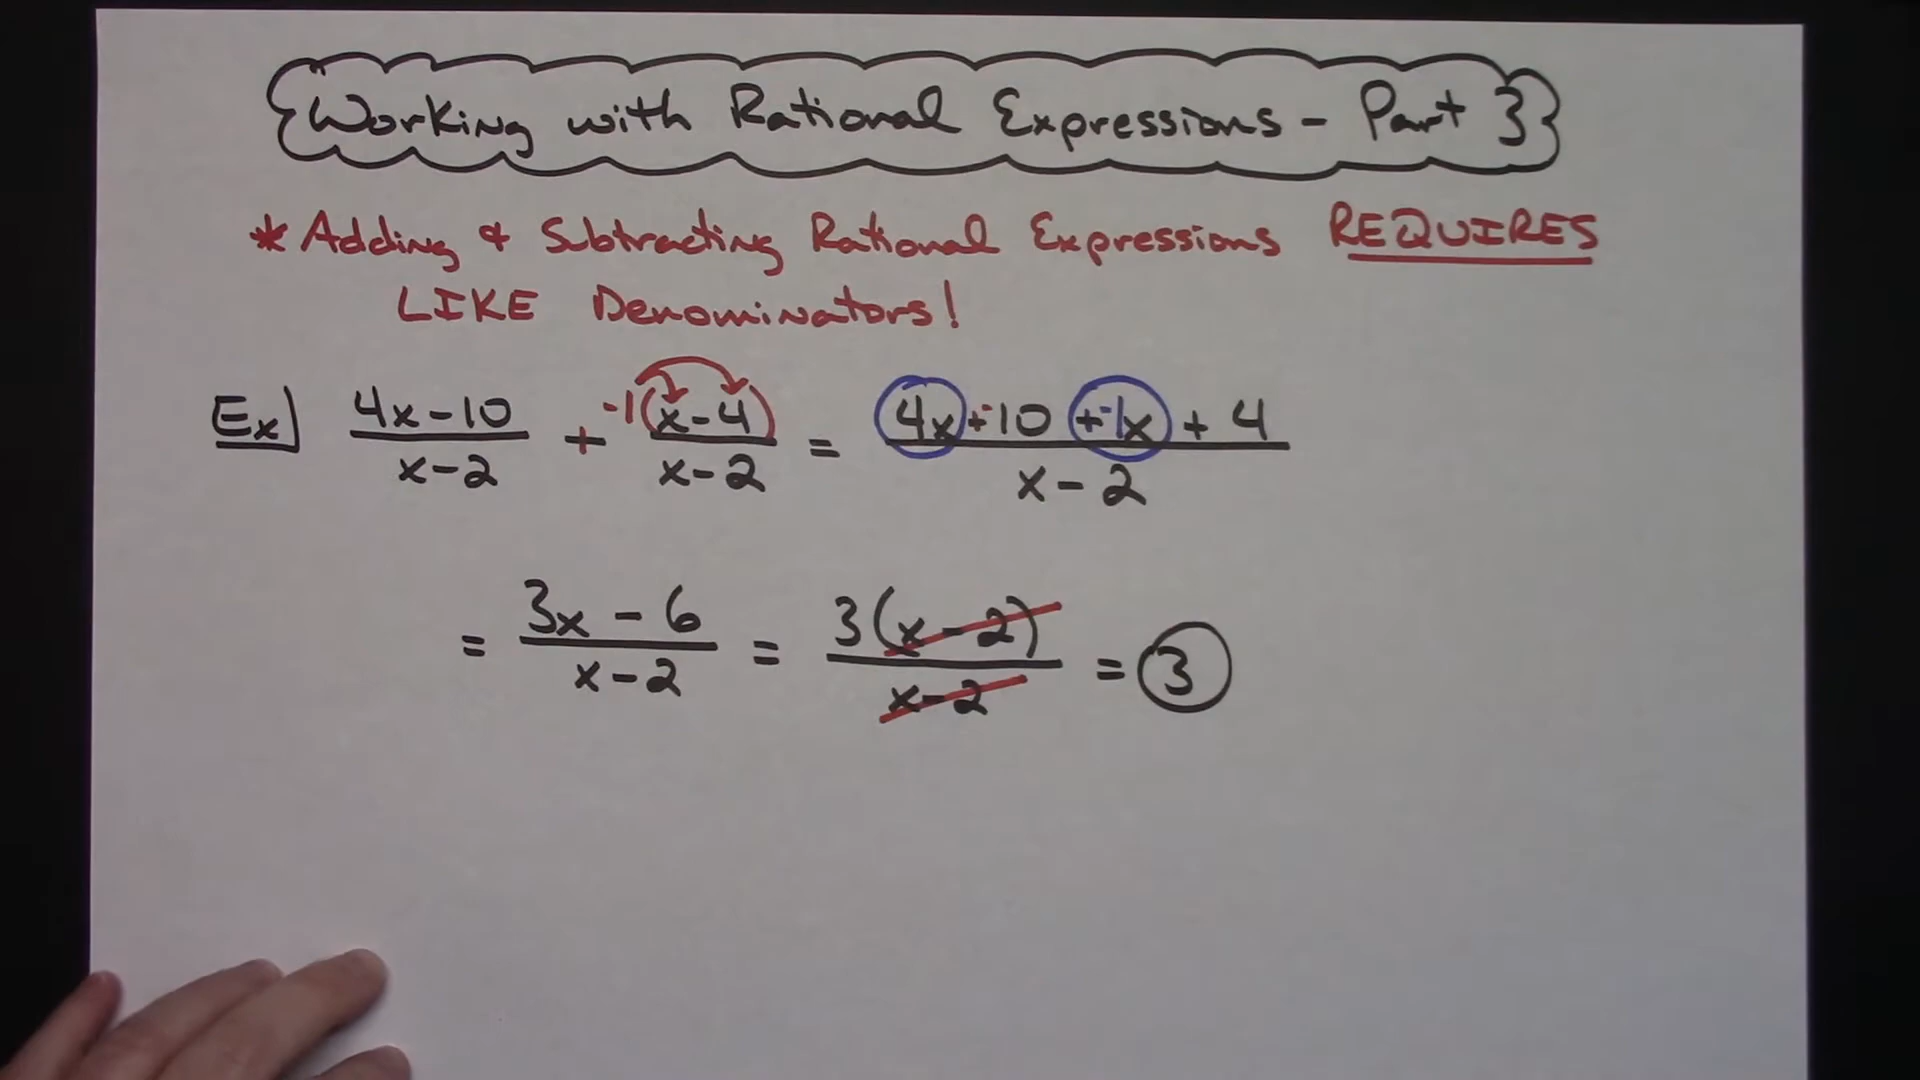 Working with Rational Expressions - Part 3
* Adding & Subtracting Rational Expressions REQUIRES
LIKE Denominators!
Ex) (4x-10)/(x-2) + -1(x-4)/(x-2) = (4x+-10+-1x+4)/(x-2)
= (3x-6)/(x-2) = 3(x-2)/(x-2) = 3